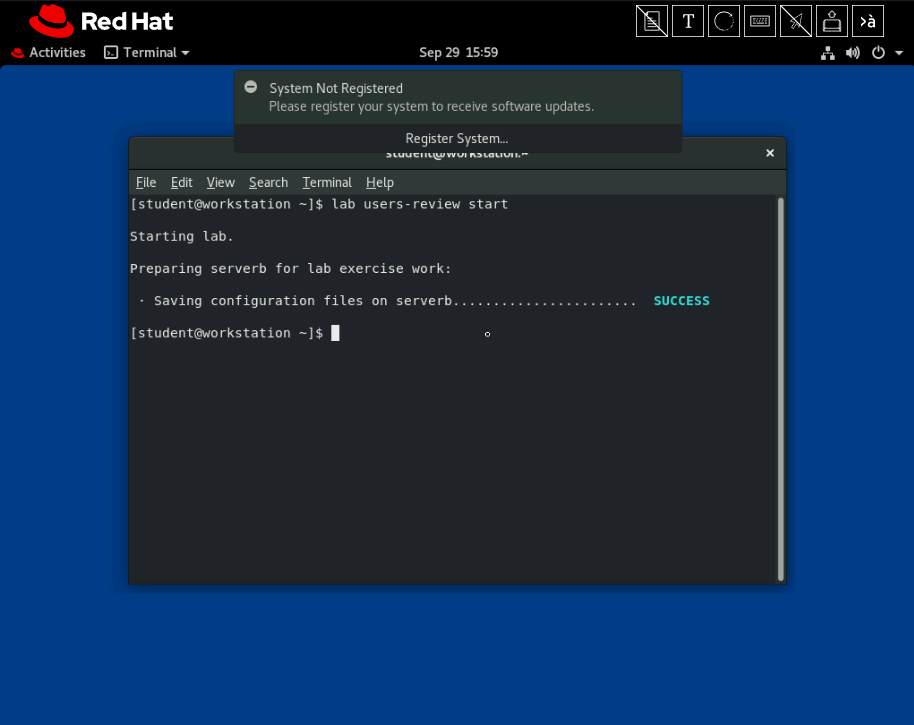 Red Hat
T
>à
Activities Terminal Sep 29 15:59
System Not Registered
Please register your system to receive software updates.
Register System...
student@workstation:~
×
File Edit View Search Terminal Help
[student@workstation ~]$ lab users-review start
Starting lab.
Preparing serverb for lab exercise work:
· Saving configuration files on serverb....................... SUCCESS
[student@workstation ~]$